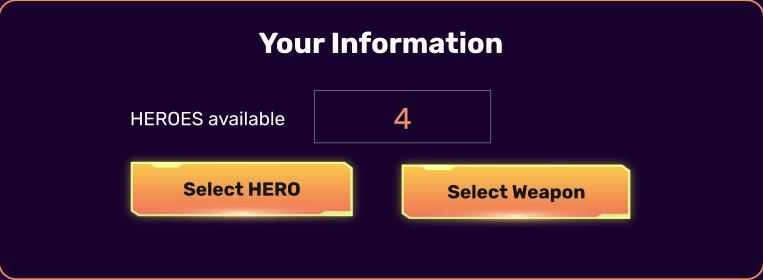 Your Information
HEROES available 4
Select HERO Select Weapon